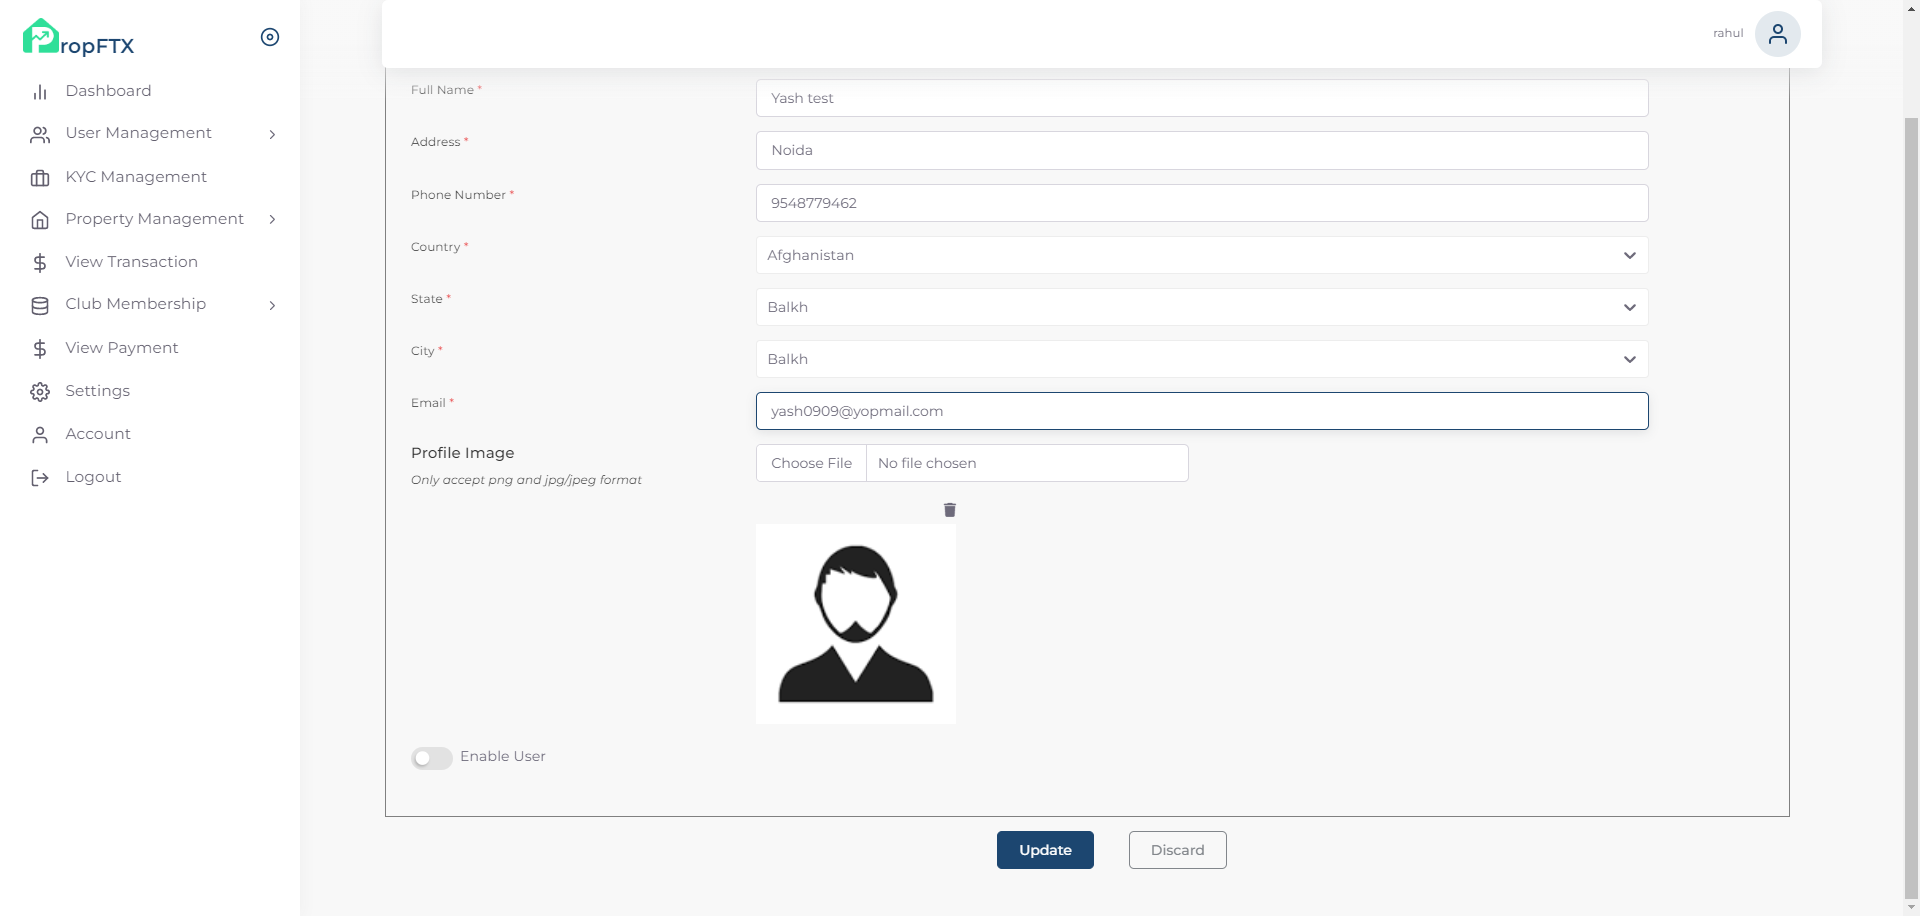 ropFTX
Dashboard
User Management
KYC Management
Property Management
View Transaction
Club Membership
View Payment
Settings
Account
Logout
rahul
Full Name *
Yash test
Address *
Noida
Phone Number *
9548779462
Country *
Afghanistan
State *
Balkh
City *
Balkh
Email *
yash0909@yopmail.com
Profile Image
Only accept png and jpg/jpeg format
Choose File No file chosen
Enable User
Update
Discard